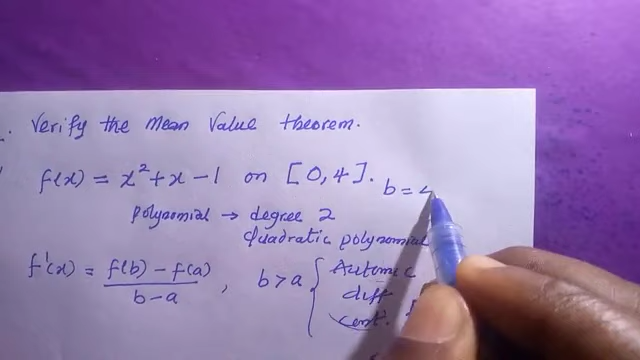 Verify the mean value theorem.
f(x) = x² + x − 1 on [0, 4].
b = 4
polynomial → degree 2
quadratic polynomial
f'(x) = f(b) − f(a) / b − a , b > a
diff
cont.